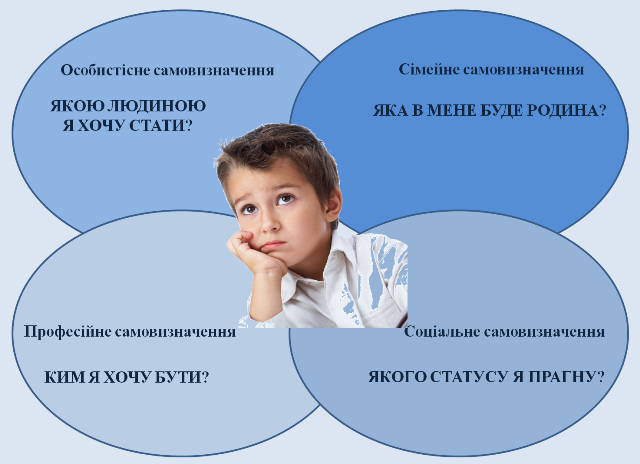 Особистісне самовизначення
ЯКОЮ ЛЮДИНОЮ
Я ХОЧУ СТАТИ?
Сімейне самовизначення
ЯКА В МЕНЕ БУДЕ РОДИНА?
Професійне самовизначення
КИМ Я ХОЧУ БУТИ?
Соціальне самовизначення
ЯКОГО СТАТУСУ Я ПРАГНУ?